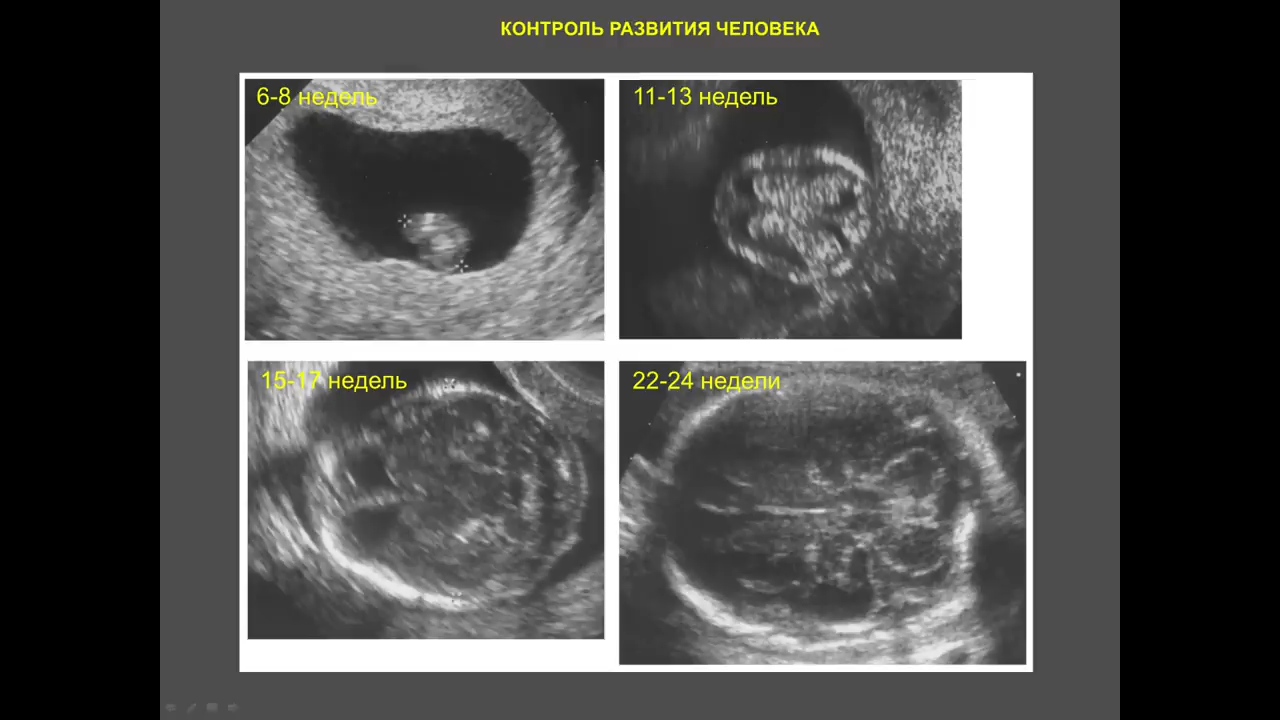 КОНТРОЛЬ РАЗВИТИЯ ЧЕЛОВЕКА
6-8 недель
11-13 недель
15-17 недель
22-24 недели